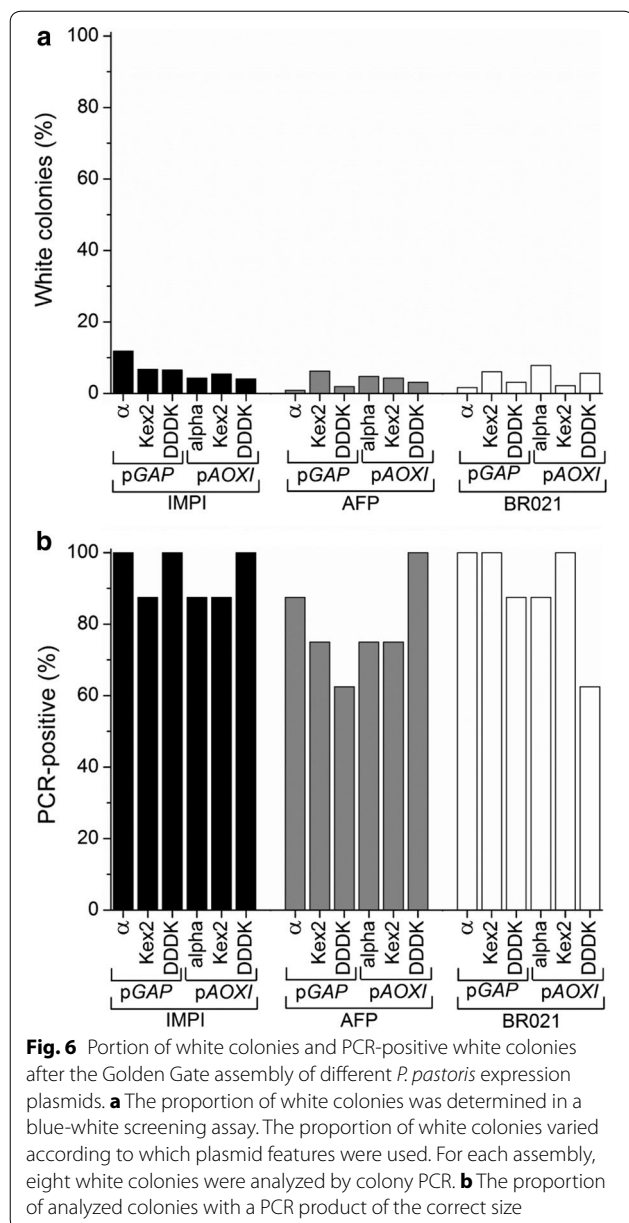 a
100
80
60
40
20
0
White colonies (%)
α Kex2 DDDK alpha Kex2 DDDK α Kex2 DDDK alpha Kex2 DDDK α Kex2 DDDK alpha Kex2 DDDK
pGAP pAOXI pGAP pAOXI pGAP pAOXI
IMPI AFP BR021
b
100
80
60
40
20
0
PCR-positive (%)
α Kex2 DDDK alpha Kex2 DDDK α Kex2 DDDK alpha Kex2 DDDK α Kex2 DDDK alpha Kex2 DDDK
pGAP pAOXI pGAP pAOXI pGAP pAOXI
IMPI AFP BR021
Fig. 6 Portion of white colonies and PCR-positive white colonies
after the Golden Gate assembly of different P. pastoris expression
plasmids. a The proportion of white colonies was determined in a
blue-white screening assay. The proportion of white colonies varied
according to which plasmid features were used. For each assembly,
eight white colonies were analyzed by colony PCR. b The proportion
of analyzed colonies with a PCR product of the correct size